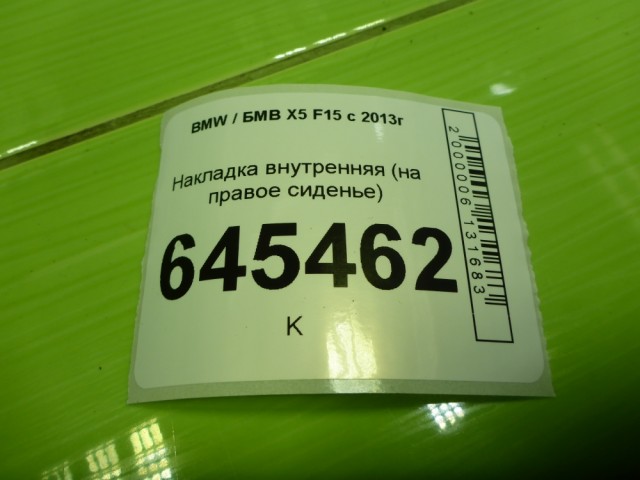 BMW / БМВ X5 F15 с 2013г
Накладка внутренняя (на
правое сиденье)
645462
К
2000006131683